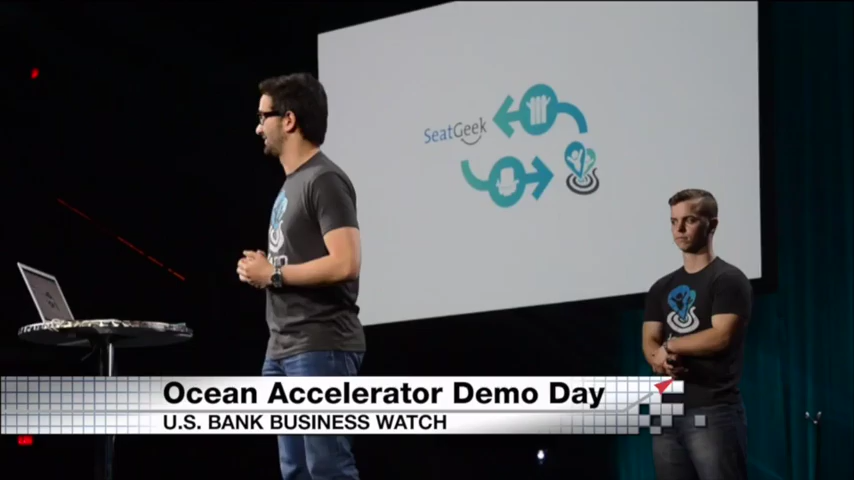 SeatGeek
Ocean Accelerator Demo Day
U.S. BANK BUSINESS WATCH